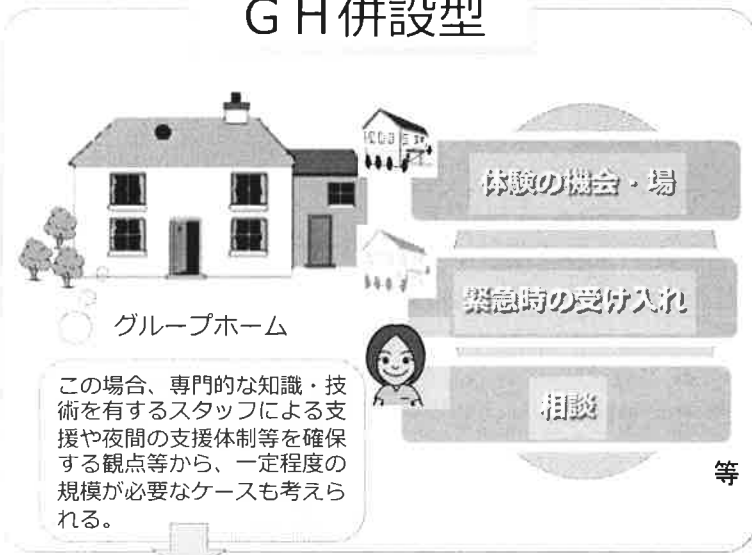 ＧＨ併設型
体験の機会・場
緊急時の受け入れ
グループホーム
相談
この場合、専門的な知識・技
術を有するスタッフによる支
援や夜間の支援体制等を確保
する観点等から、一定程度の
規模が必要なケースも考えら
れる。
等